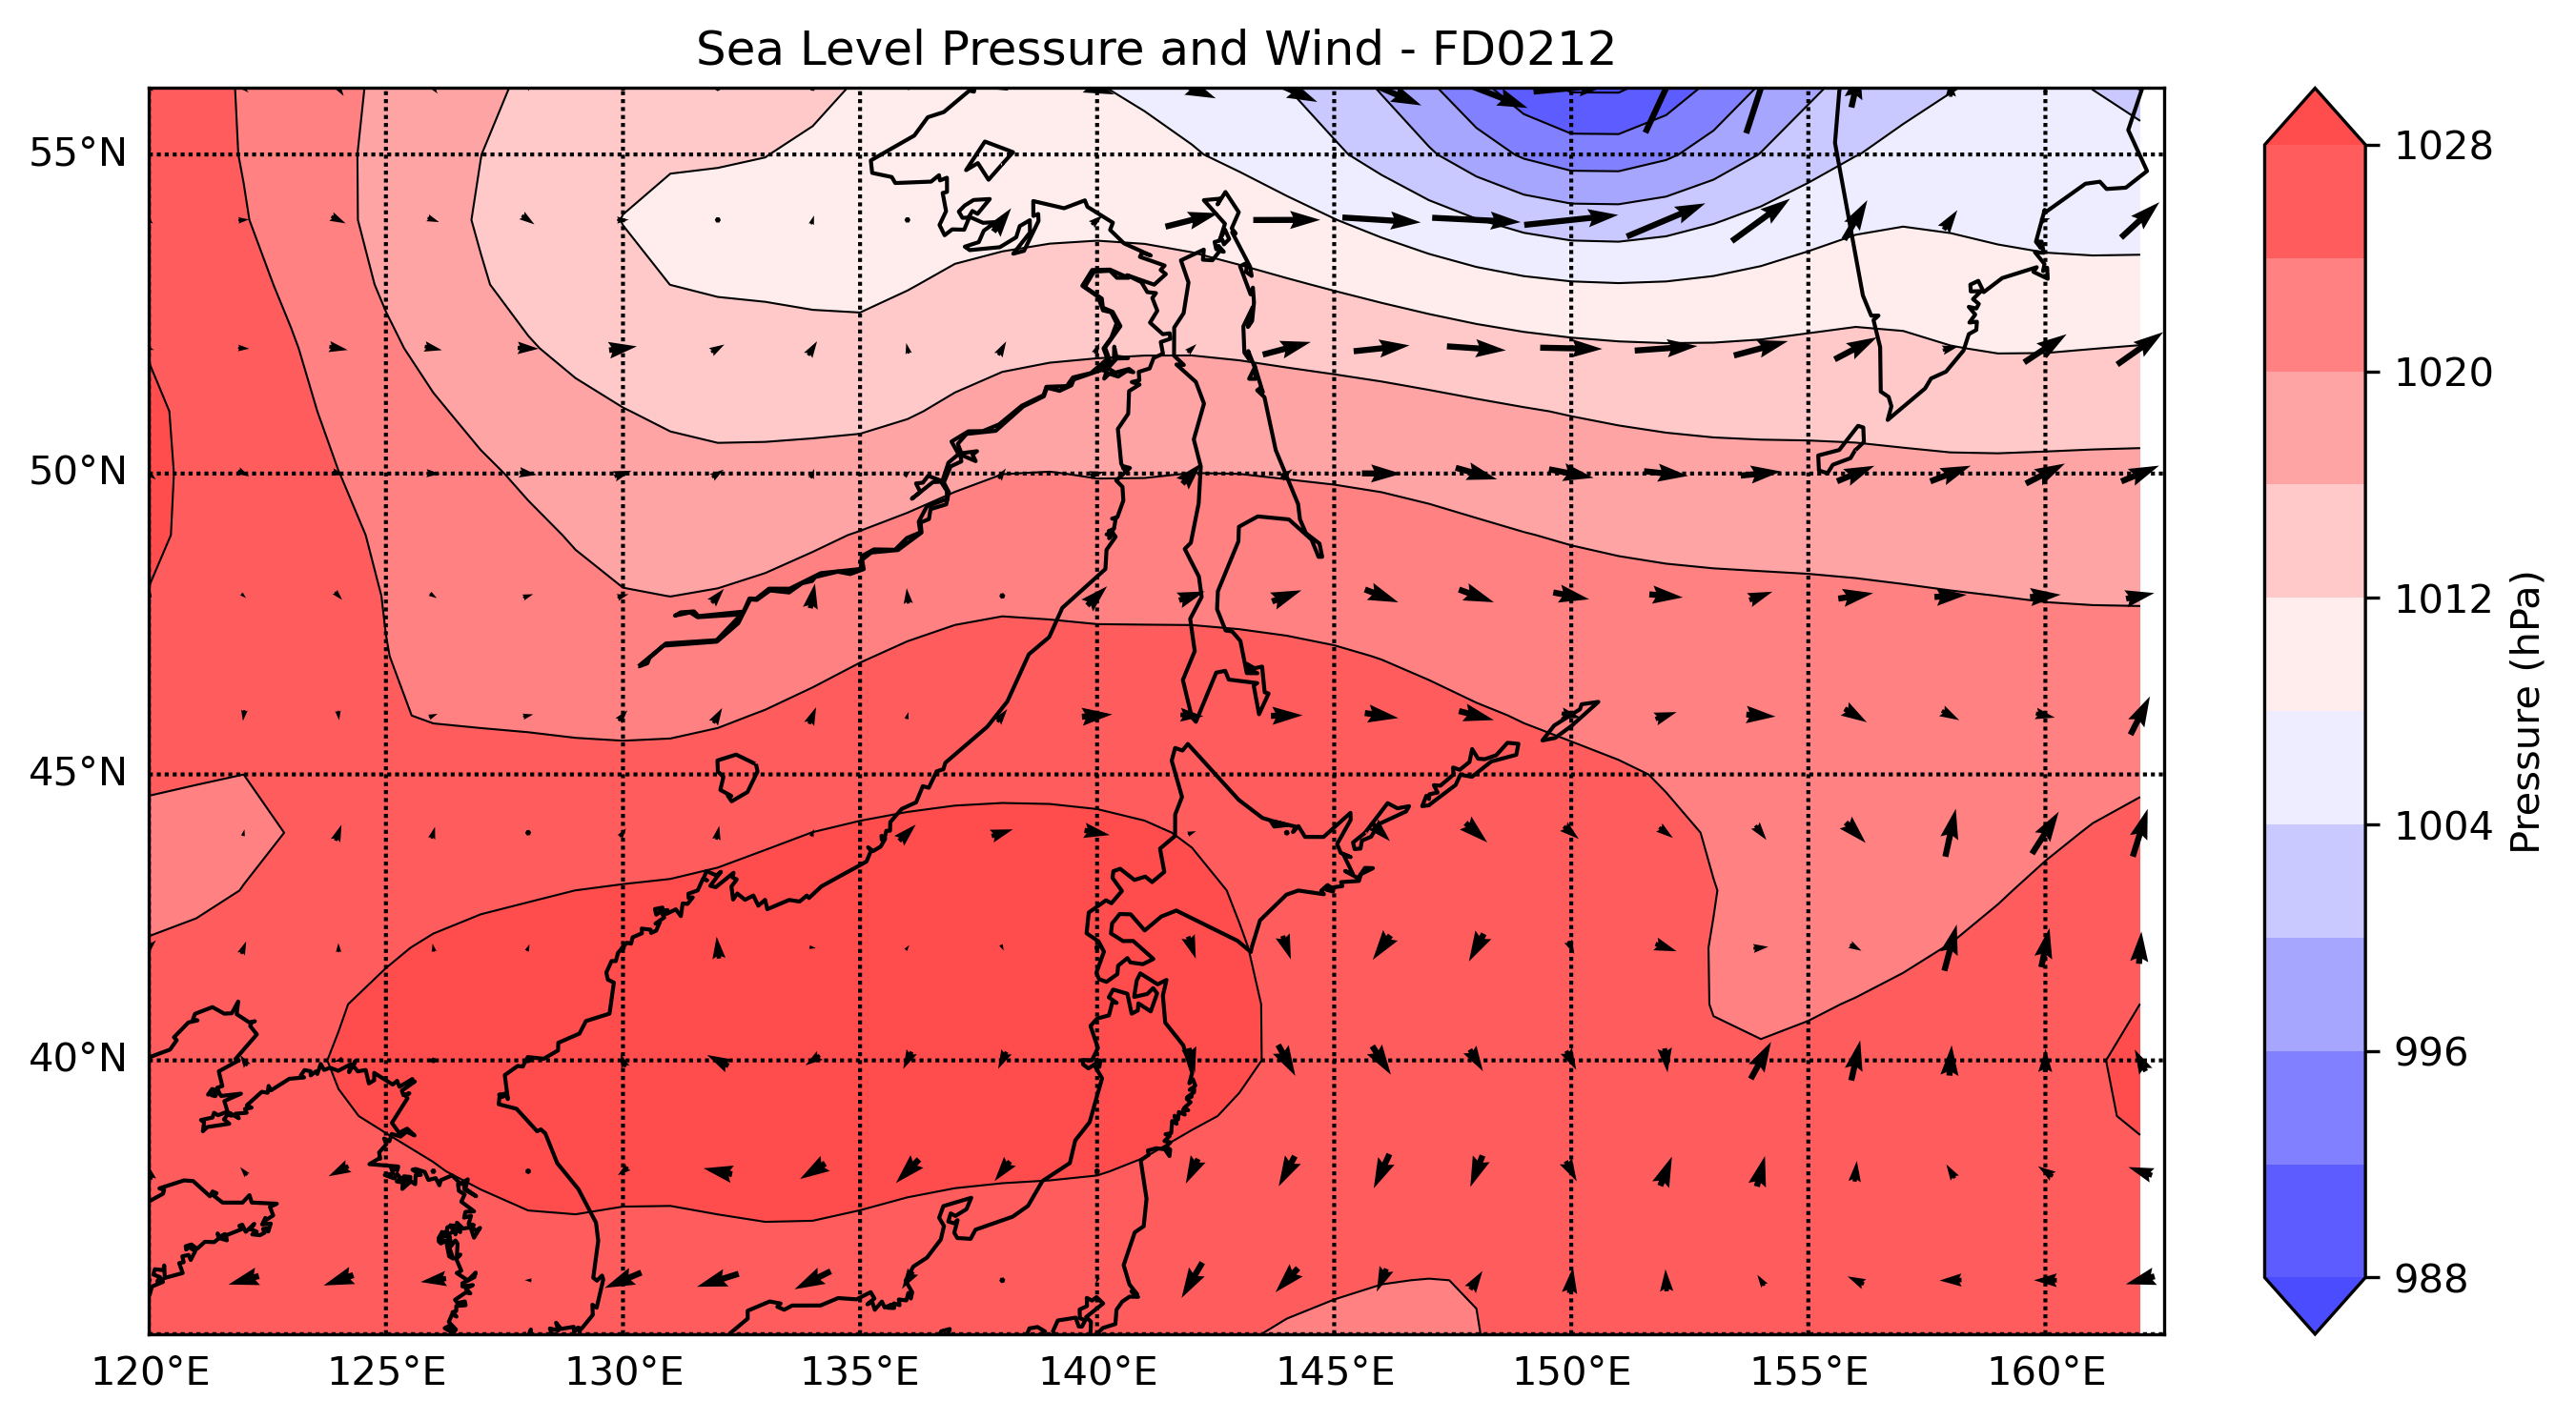 Sea Level Pressure and Wind - FD0212
55°N
50°N
45°N
40°N
120°E 125°E 130°E 135°E 140°E 145°E 150°E 155°E 160°E
1028
1020
1012
1004
996
988
Pressure (hPa)